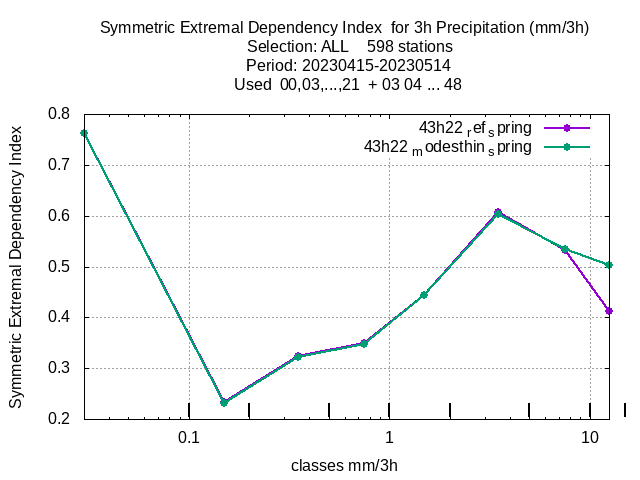 Symmetric Extremal Dependency Index  for 3h Precipitation (mm/3h)
Selection: ALL    598 stations
Period: 20230415-20230514
Used  00,03,...,21  + 03 04 ... 48
43h22 ref spring
43h22 modesthin spring
Symmetric Extremal Dependency Index
0.8
0.7
0.6
0.5
0.4
0.3
0.2
0.1 1 10
classes mm/3h